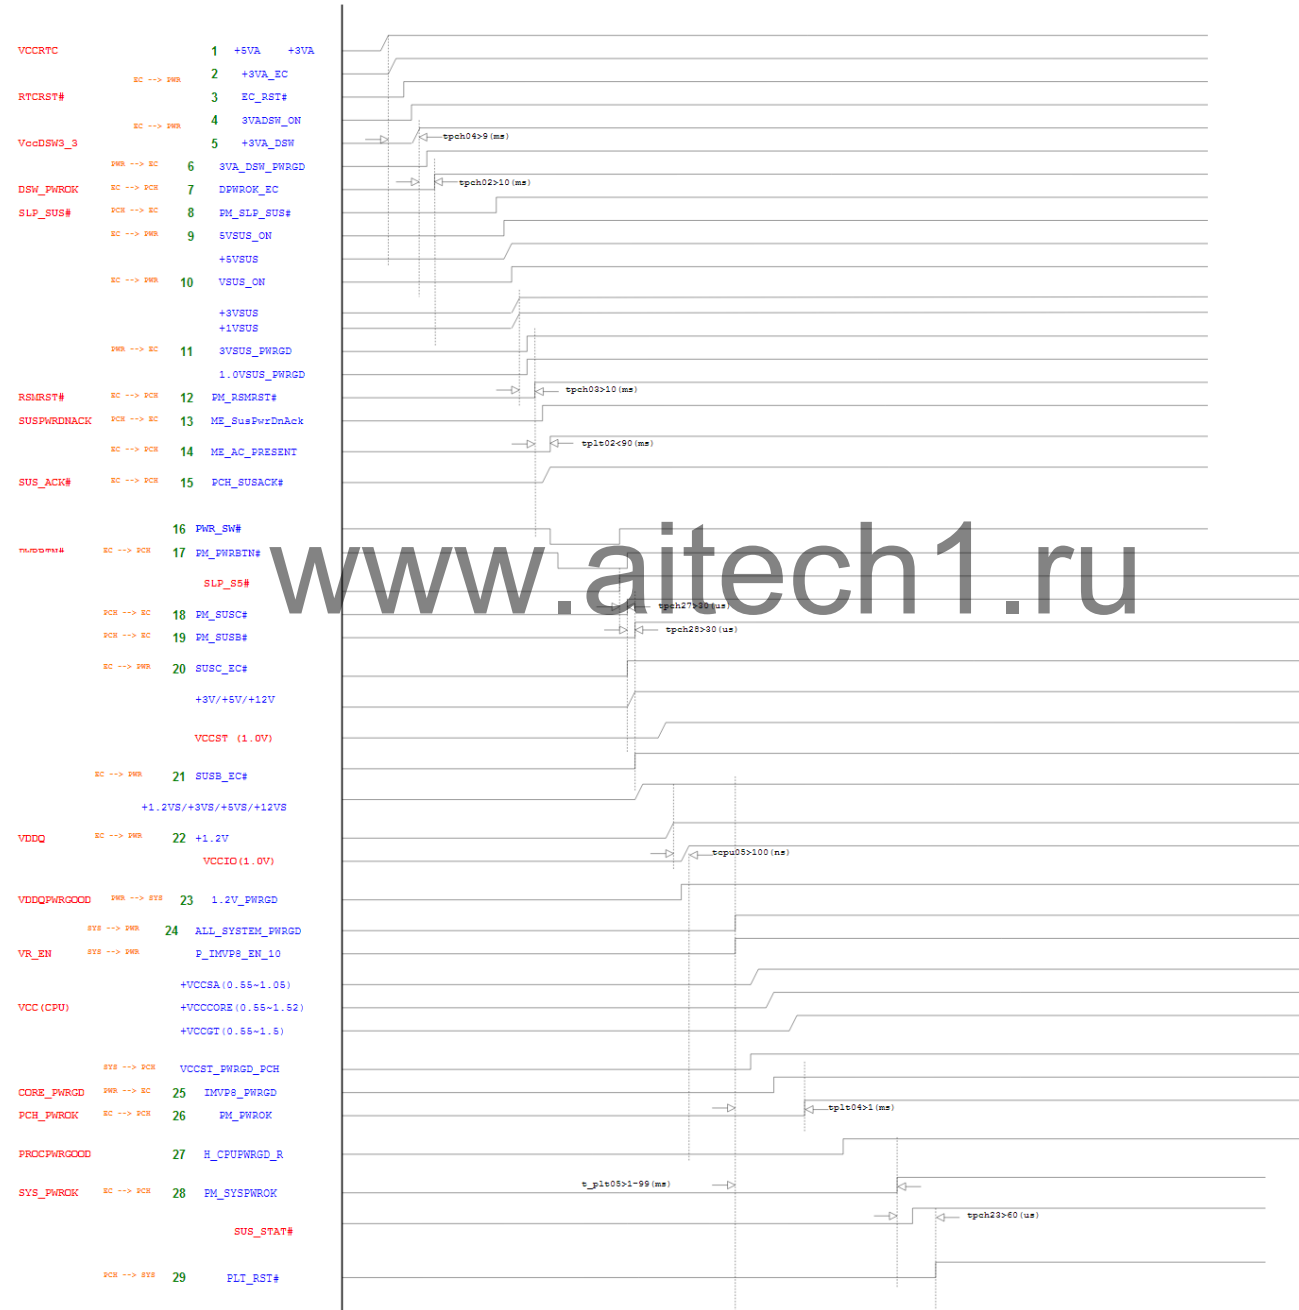 VCCRTC 1 +5VA +3VA
2 +3VA_EC
EC --> PWR
RTCRST# 3 EC_RST#
4 3VADSW_ON
EC --> PWR
tpch04>9(ms)
VccDSW3_3 5 +3VA_DSW
PWR --> EC 6 3VA_DSW_PWRGD
tpch02>10(ms)
DSW_PWROK EC --> PCH 7 DPWROK_EC
SLP_SUS# PCH --> EC 8 PM_SLP_SUS#
EC --> PWR 9 5VSUS_ON
+5VSUS
EC --> PWR 10 VSUS_ON
+3VSUS
+1VSUS
PWR --> EC 11 3VSUS_PWRGD
1.0VSUS_PWRGD
tpch03>10(ms)
RSMRST# EC --> PCH 12 PM_RSMRST#
SUSPWRDNACK PCH --> EC 13 ME_SusPwrDnAck
tplt02<90(ms)
EC --> PCH 14 ME_AC_PRESENT
SUS_ACK# EC --> PCH 15 PCH_SUSACK#
16 PWR_SW#
EC --> PCH 17 PM_PWRBTN#
www.aitech1.ru
SLP_S5#
tpch27>30(us)
PCH --> EC 18 PM_SUSC#
tpch28>30(us)
PCH --> EC 19 PM_SUSB#
EC --> PWR 20 SUSC_EC#
+3V/+5V/+12V
VCCST (1.0V)
EC --> PWR 21 SUSB_EC#
+1.2VS/+3VS/+5VS/+12VS
VDDQ EC --> PWR 22 +1.2V
tcpu05>100(ns)
VCCIO(1.0V)
VDDQPWRGOOD PWR --> SYS 23 1.2V_PWRGD
SYS --> PWR 24 ALL_SYSTEM_PWRGD
VR_EN SYS --> PWR P_IMVP8_EN_10
+VCCSA(0.55~1.05)
VCC(CPU) +VCCCORE(0.55~1.52)
+VCCGT(0.55~1.5)
SYS --> PCH VCCST_PWRGD_PCH
CORE_PWRGD PWR --> EC 25 IMVP8_PWRGD
tplt04>1(ms)
PCH_PWROK EC --> PCH 26 PM_PWROK
PROCPWRGOOD 27 H_CPUPWRGD_R
t_plt05>1~99(ms)
SYS_PWROK EC --> PCH 28 PM_SYSPWROK
tpch23>60(us)
SUS_STAT#
PCH --> SYS 29 PLT_RST#